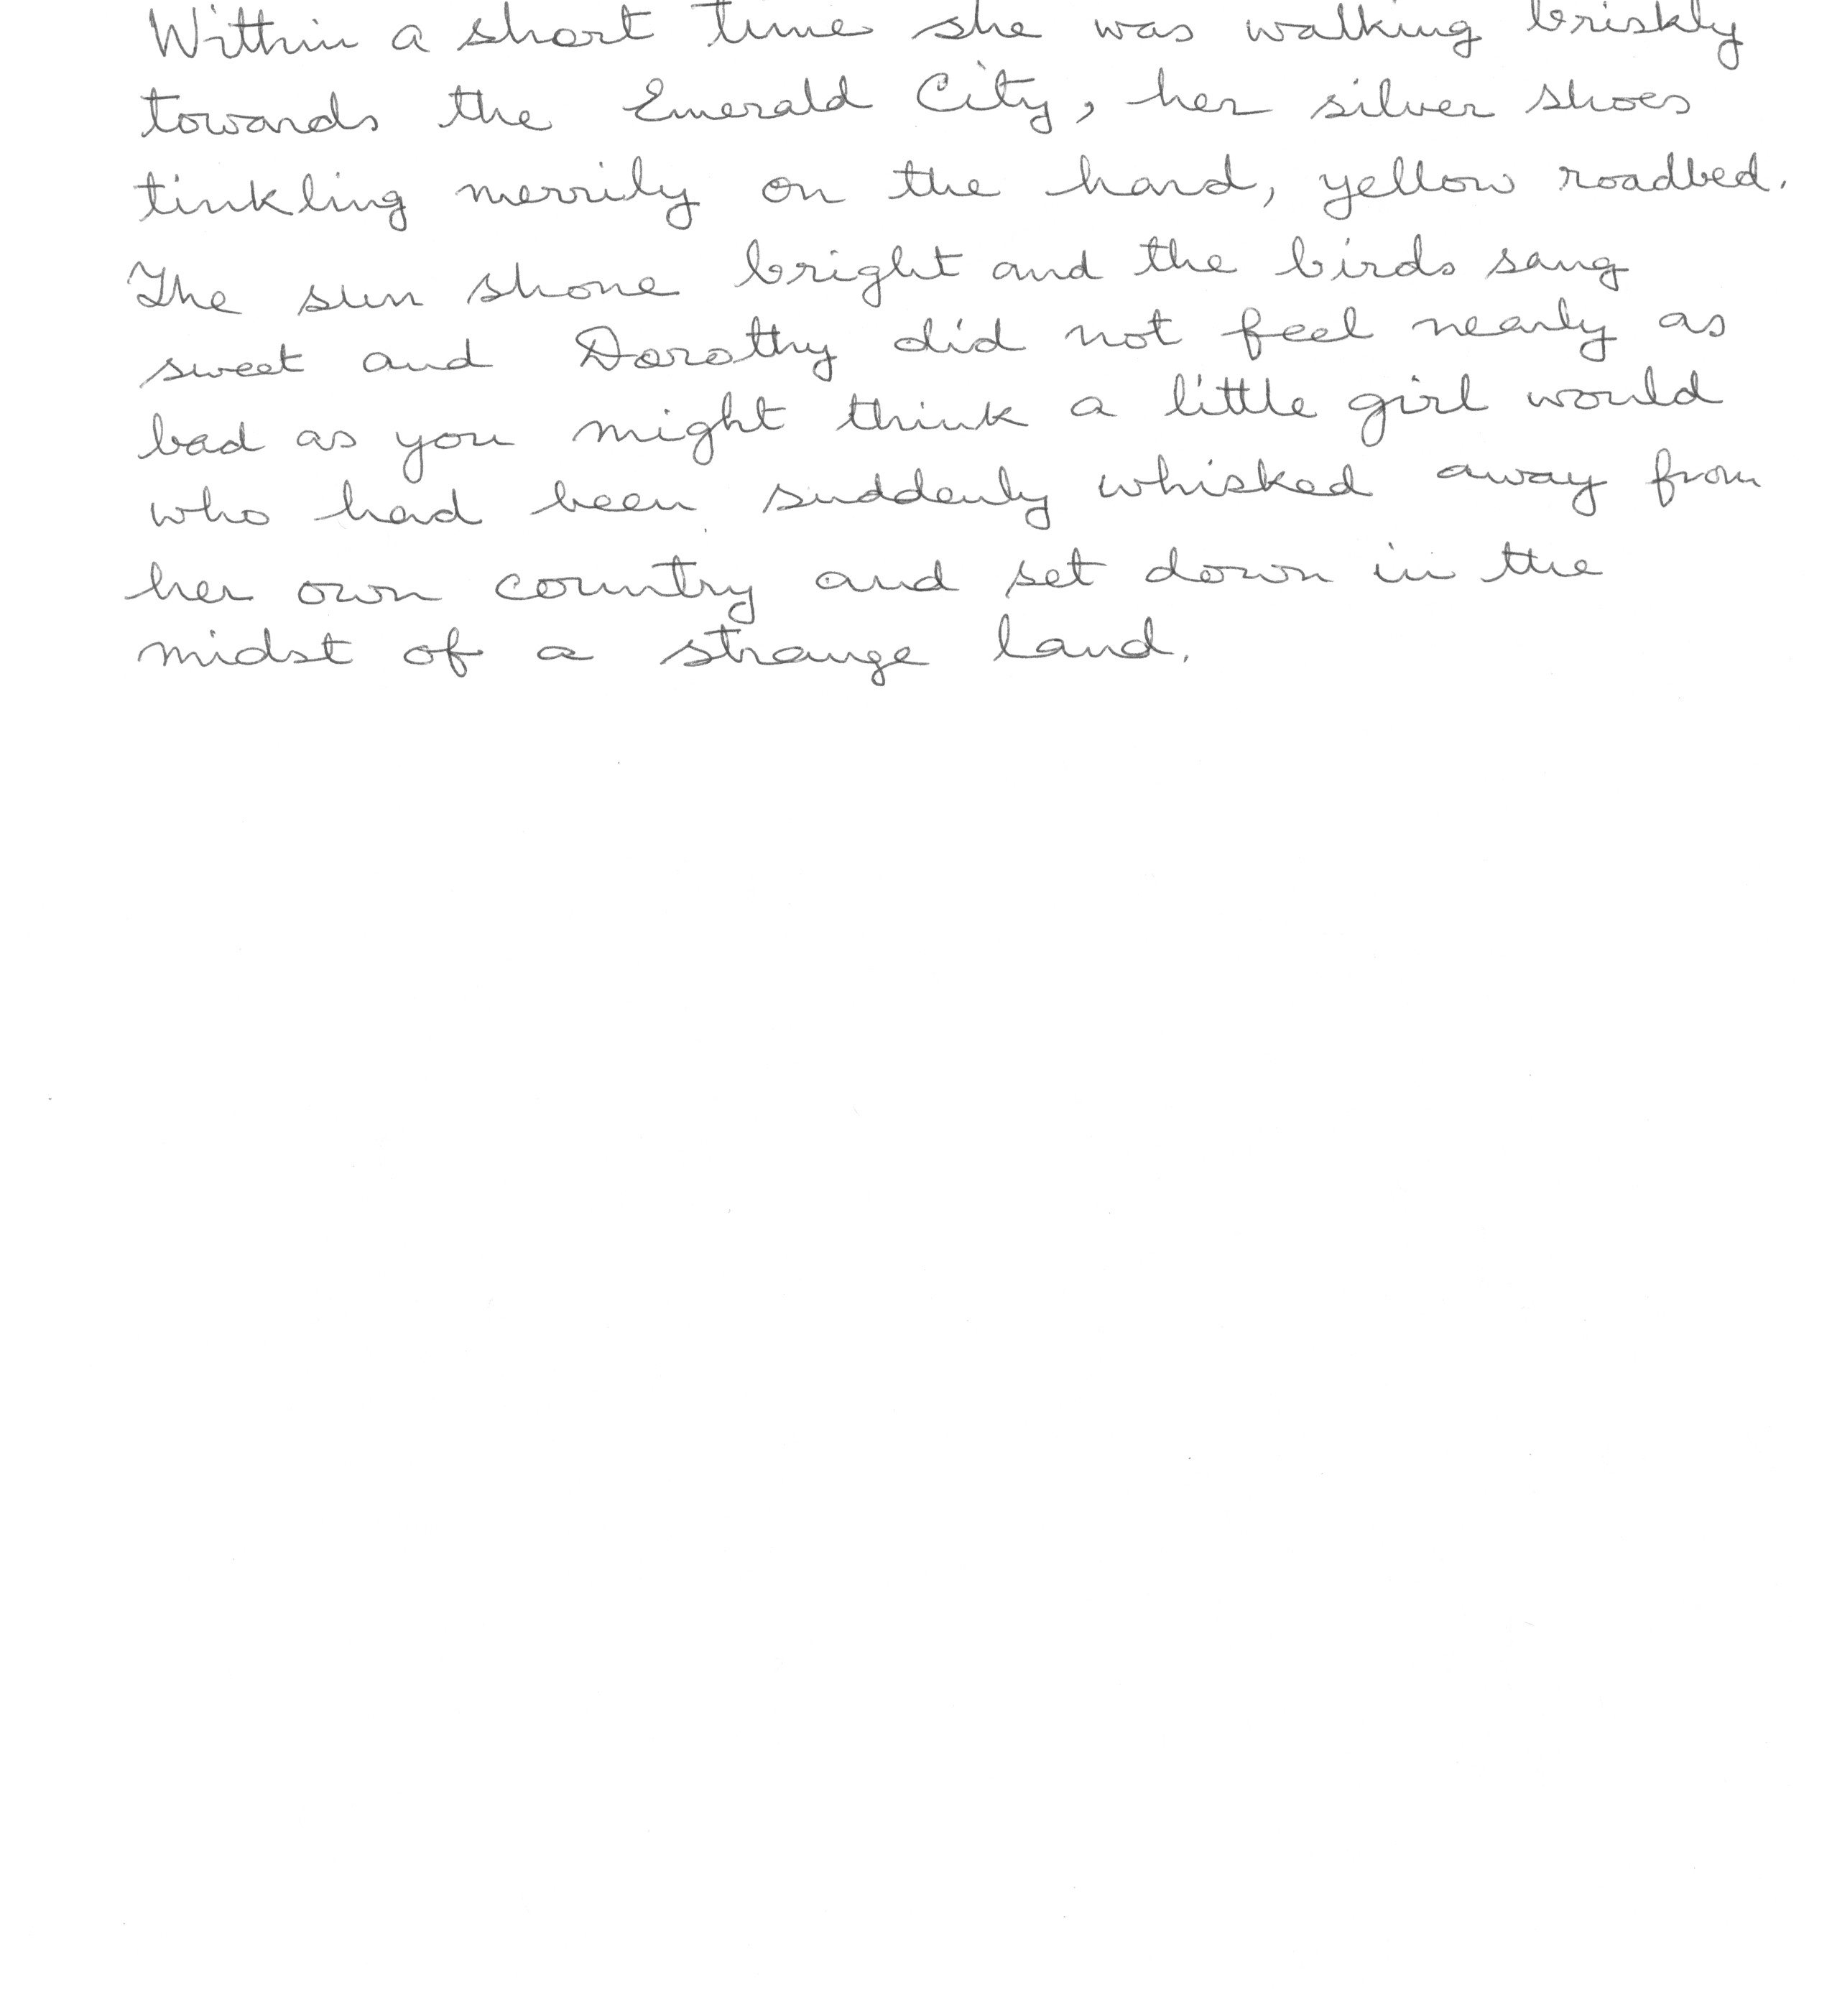 Within a short time she was walking briskly
towards the Emerald City, her silver shoes
tinkling merrily on the hard, yellow roadbed.
The sun shone bright and the birds sang
sweet and Dorothy did not feel nearly as
bad as you might think a little girl would
who had been suddenly whisked away from
her own country and set down in the
midst of a strange land.